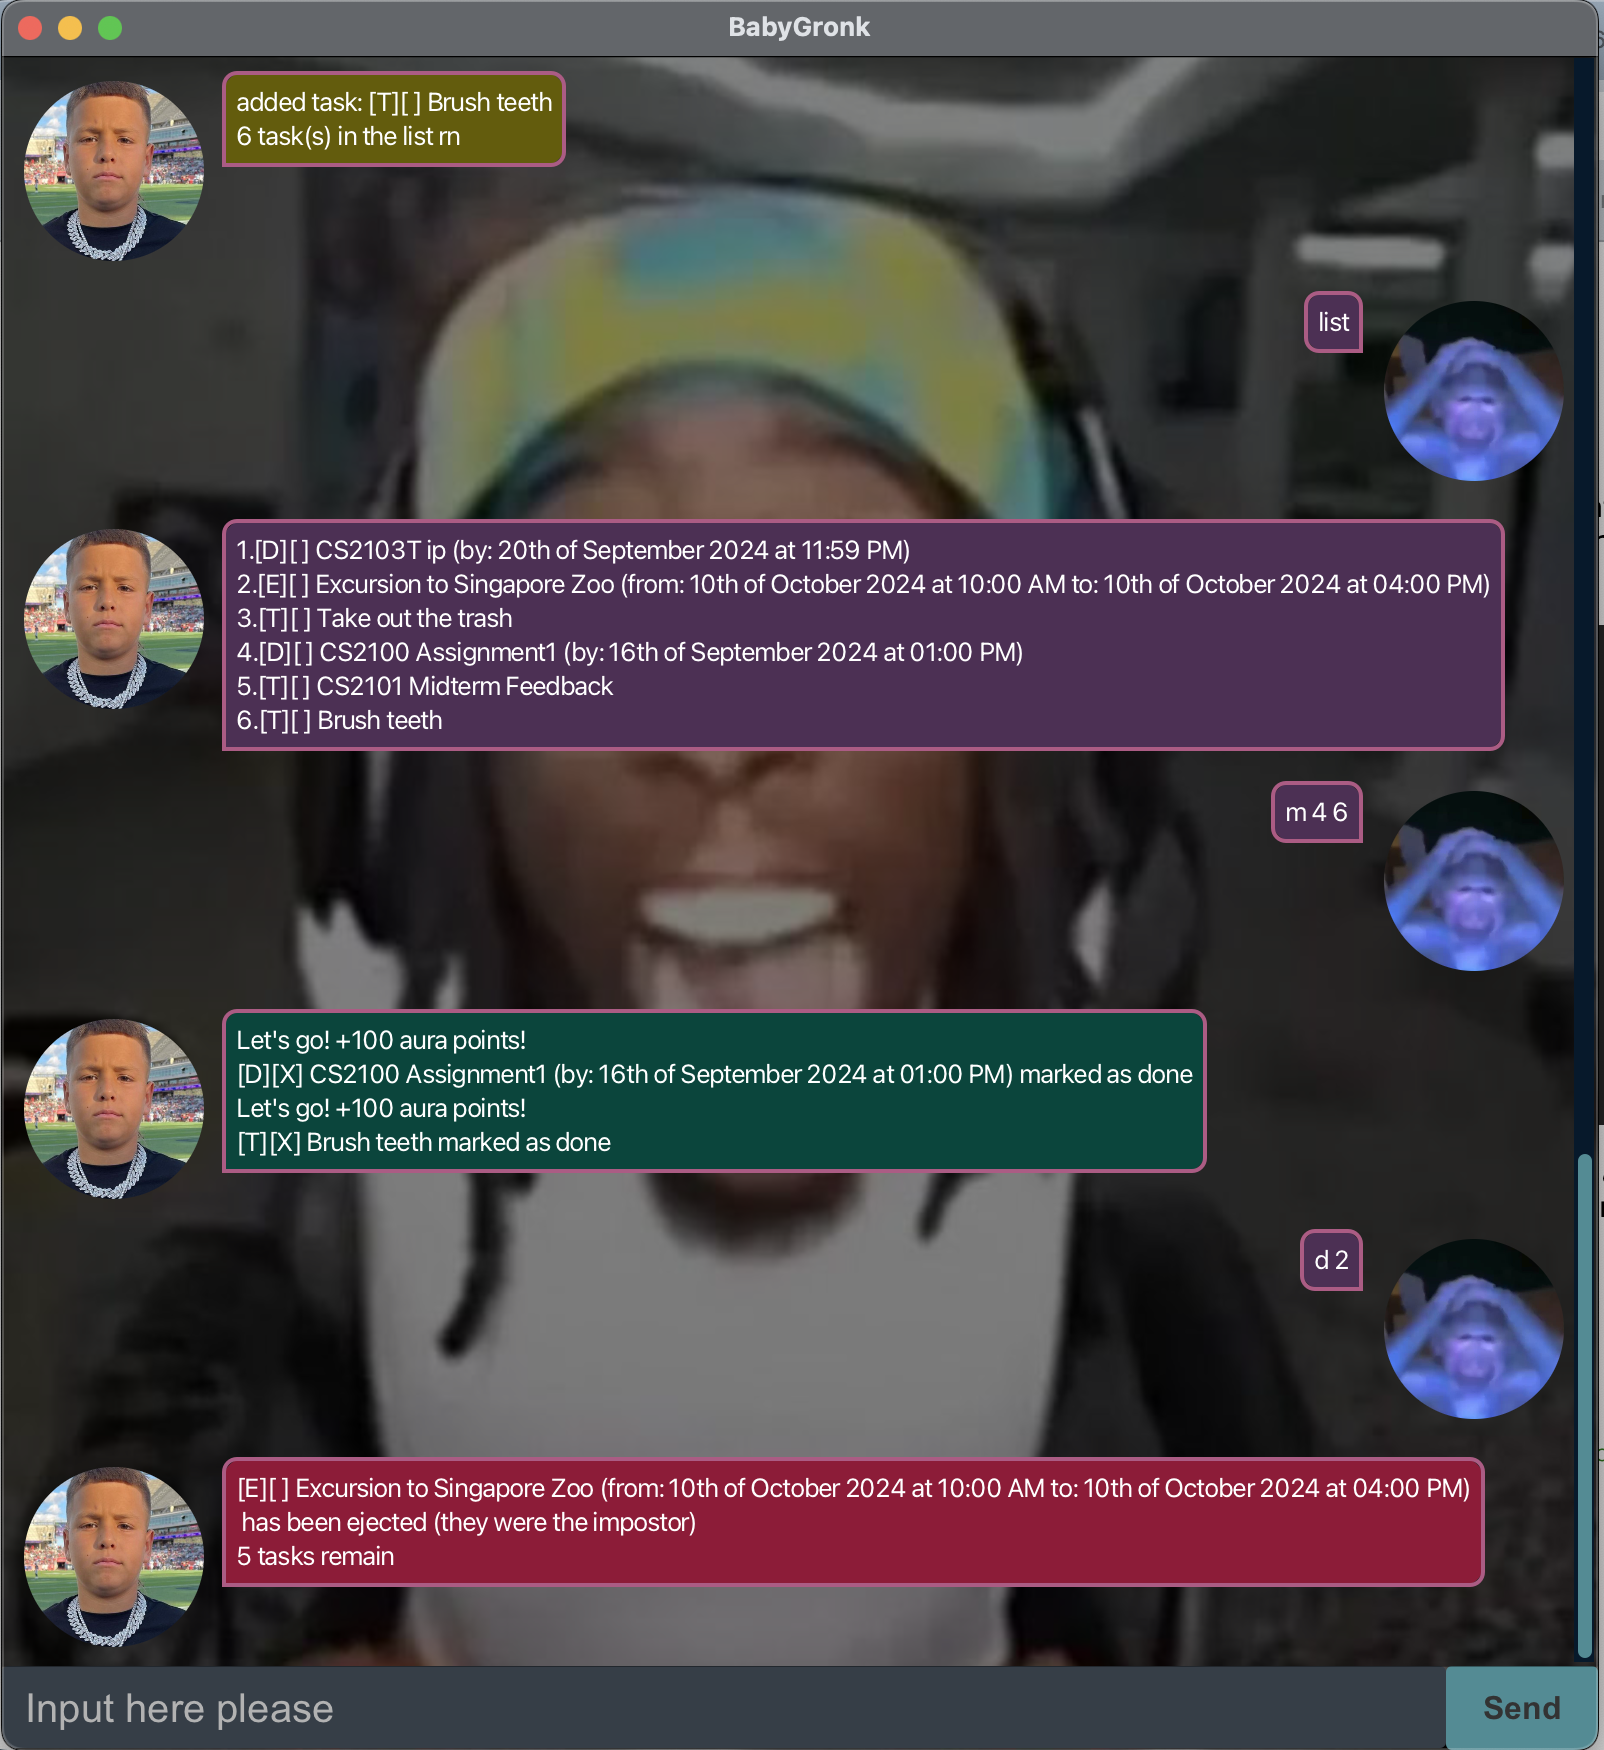 BabyGronk
added task: [T][ ] Brush teeth
6 task(s) in the list rn
list
1.[D][ ] CS2103T ip (by: 20th of September 2024 at 11:59 PM)
2.[E][ ] Excursion to Singapore Zoo (from: 10th of October 2024 at 10:00 AM to: 10th of October 2024 at 04:00 PM)
3.[T][ ] Take out the trash
4.[D][ ] CS2100 Assignment1 (by: 16th of September 2024 at 01:00 PM)
5.[T][ ] CS2101 Midterm Feedback
6.[T][ ] Brush teeth
m 4 6
Let's go! +100 aura points!
[D][X] CS2100 Assignment1 (by: 16th of September 2024 at 01:00 PM) marked as done
Let's go! +100 aura points!
[T][X] Brush teeth marked as done
d 2
[E][ ] Excursion to Singapore Zoo (from: 10th of October 2024 at 10:00 AM to: 10th of October 2024 at 04:00 PM)
has been ejected (they were the impostor)
5 tasks remain
Input here please
Send